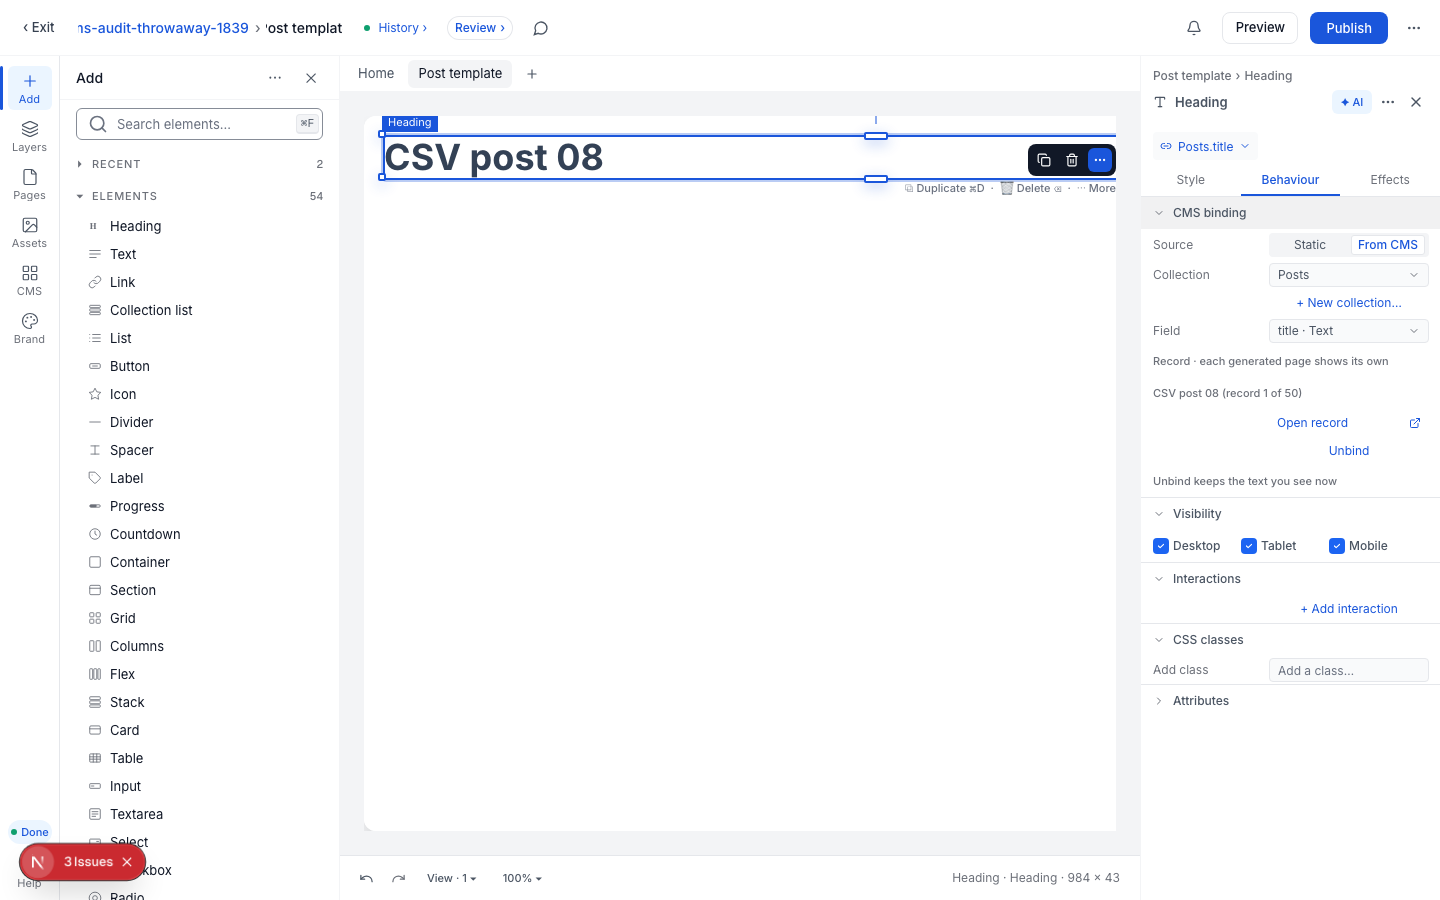 ‹ Exit
ns-audit-throwaway-1839 › ost templat
History ›
Review ›
Preview
Publish
Add
Layers
Pages
Assets
CMS
Brand
Done
Help
3 Issues
Add
Search elements...
⌘F
RECENT 2
ELEMENTS 54
Heading
Text
Link
Collection list
List
Button
Icon
Divider
Spacer
Label
Progress
Countdown
Container
Section
Grid
Columns
Flex
Stack
Card
Table
Input
Textarea
Select
kbox
Radio
Home
Post template
Heading
CSV post 08
Duplicate ⌘D · Delete ⌫ · ··· More
View · 1
100%
Heading · Heading · 984 × 43
Post template › Heading
Heading
AI
Posts.title
Style
Behaviour
Effects
CMS binding
Source
Static
From CMS
Collection
Posts
+ New collection...
Field
title · Text
Record · each generated page shows its own
CSV post 08 (record 1 of 50)
Open record
Unbind
Unbind keeps the text you see now
Visibility
Desktop
Tablet
Mobile
Interactions
+ Add interaction
CSS classes
Add class
Add a class...
Attributes